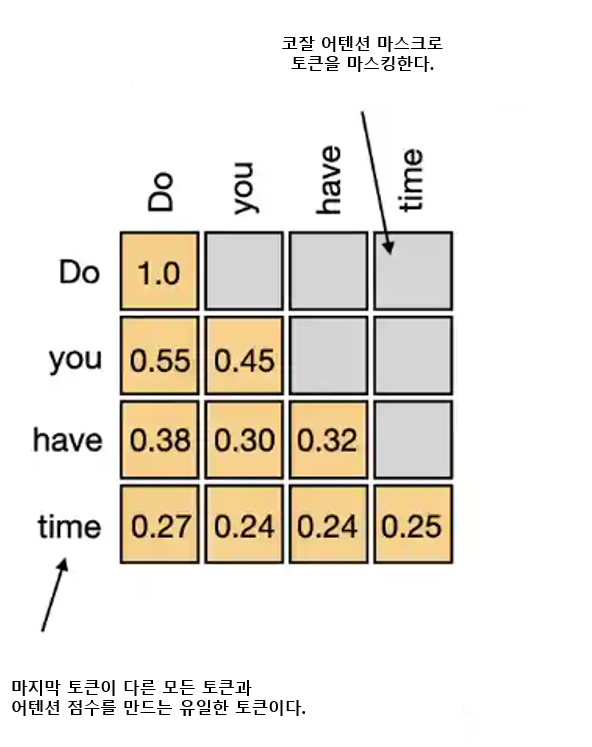 코잘 어텐션 마스크로
토큰을 마스킹한다.
Do you have time
Do 1.0
you 0.55 0.45
have 0.38 0.30 0.32
time 0.27 0.24 0.24 0.25
마지막 토큰이 다른 모든 토큰과
어텐션 점수를 만드는 유일한 토큰이다.